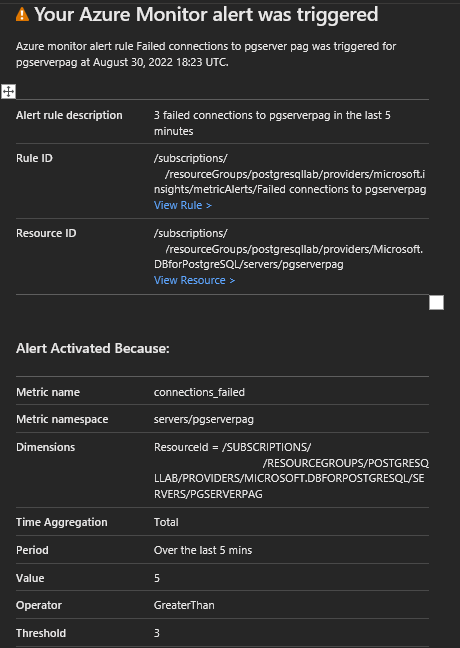 Your Azure Monitor alert was triggered
Azure monitor alert rule Failed connections to pgserver pag was triggered for
pgserverpag at August 30, 2022 18:23 UTC.
Alert rule description 3 failed connections to pgserverpag in the last 5
minutes
Rule ID /subscriptions/
/resourceGroups/postgresqllab/providers/microsoft.i
nsights/metricAlerts/Failed connections to pgserverpag
View Rule >
Resource ID /subscriptions/
/resourceGroups/postgresqllab/providers/Microsoft.
DBforPostgreSQL/servers/pgserverpag
View Resource >
Alert Activated Because:
Metric name connections_failed
Metric namespace servers/pgserverpag
Dimensions ResourceId = /SUBSCRIPTIONS/
/RESOURCEGROUPS/POSTGRESQ
LLAB/PROVIDERS/MICROSOFT.DBFORPOSTGRESQL/SE
RVERS/PGSERVERPAG
Time Aggregation Total
Period Over the last 5 mins
Value 5
Operator GreaterThan
Threshold 3